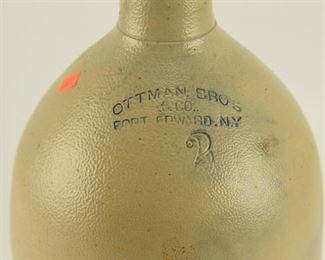 OTTMAN BRO'S
& CO.
FORT EDWARD, N.Y
2